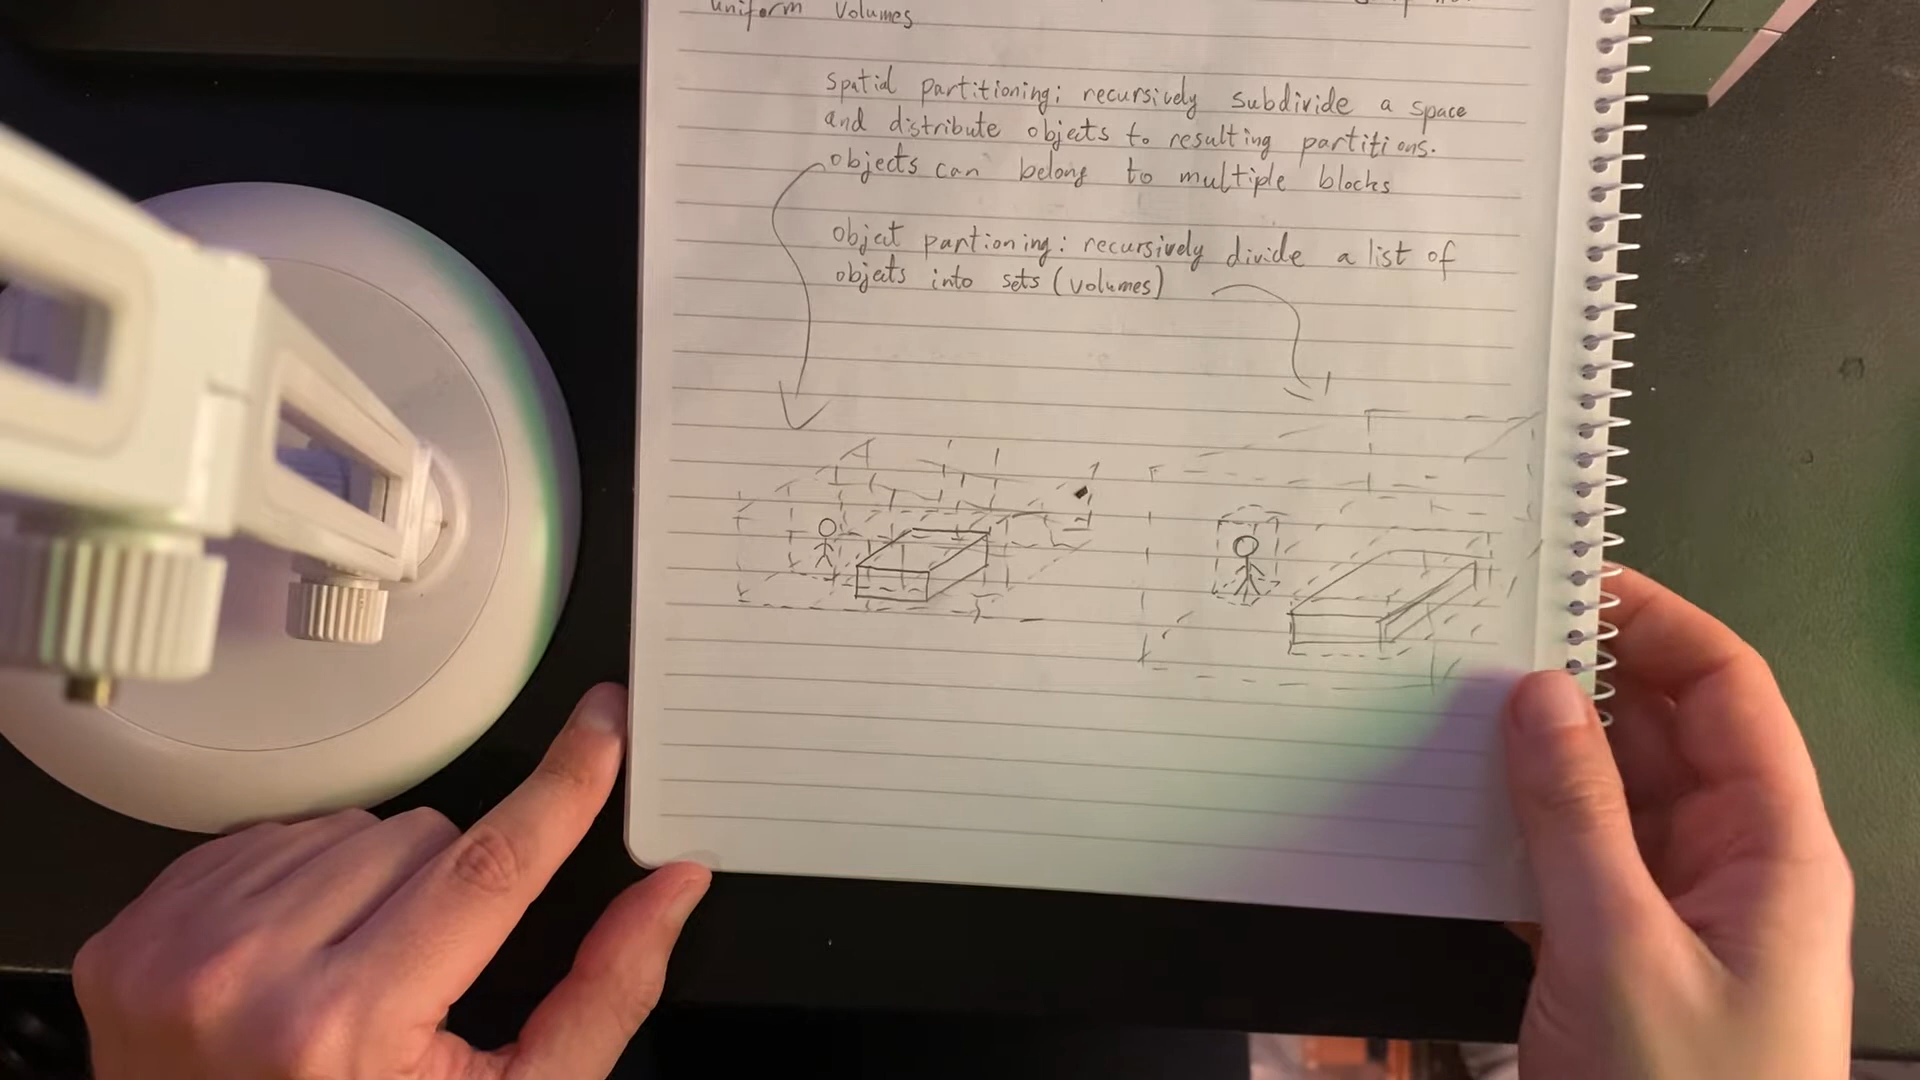 uniform volumes
spatial partitioning: recursively subdivide a space
and distribute objects to resulting partitions.
objects can belong to multiple blocks
object partioning: recursively divide a list of
objects into sets (volumes)